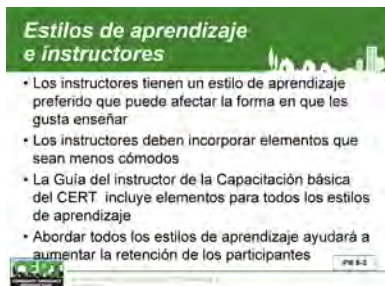 Estilos de aprendizaje
e instructores
• Los instructores tienen un estilo de aprendizaje
preferido que puede afectar la forma en que les
gusta enseñar
• Los instructores deben incorporar elementos que
sean menos cómodos
• La Guía del instructor de la Capacitación básica
del CERT incluye elementos para todos los estilos
de aprendizaje
• Abordar todos los estilos de aprendizaje ayudará a
aumentar la retención de los participantes